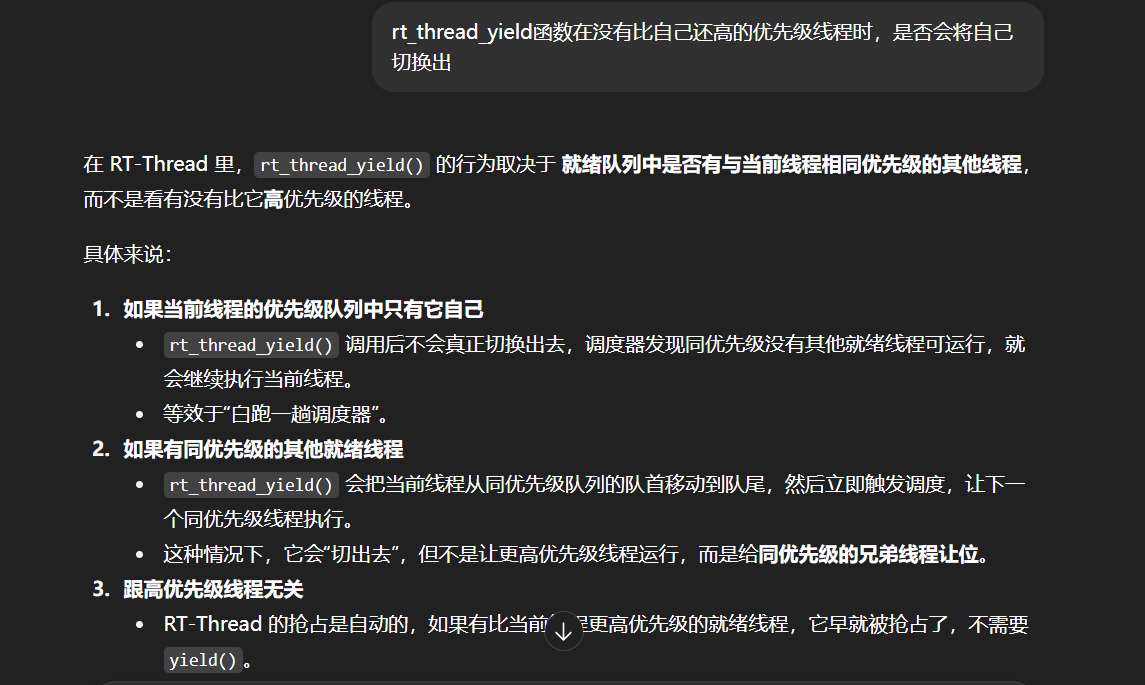 rt_thread_yield函数在没有比自己还高的优先级线程时，是否会将自己
切换出
在 RT-Thread 里，rt_thread_yield() 的行为取决于 就绪队列中是否有与当前线程相同优先级的其他线程，
而不是看有没有比它高优先级的线程。
具体来说：
1. 如果当前线程的优先级队列中只有它自己
• rt_thread_yield() 调用后不会真正切换出去，调度器发现同优先级没有其他就绪线程可运行，就
会继续执行当前线程。
• 等效于“白跑一趟调度器”。
2. 如果有同优先级的其他就绪线程
• rt_thread_yield() 会把当前线程从同优先级队列的队首移动到队尾，然后立即触发调度，让下一
个同优先级线程执行。
• 这种情况下，它会“切出去”，但不是让更高优先级线程运行，而是给同优先级的兄弟线程让位。
3. 跟高优先级线程无关
• RT-Thread 的抢占是自动的，如果有比当前程更高优先级的就绪线程，它早就被抢占了，不需要
yield()。